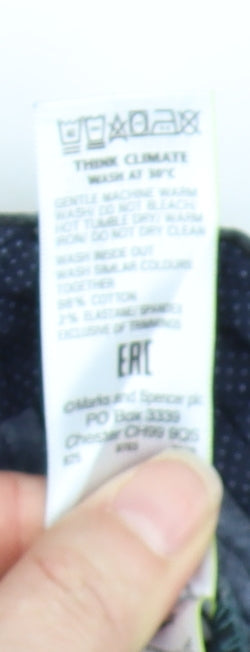 THINK CLIMATE
WASH AT 30°C
GENTLE MACHINE WARM
WASH/ DO NOT BLEACH/
HOT TUMBLE DRY/ WARM
IRON/ DO NOT DRY CLEAN
WASH INSIDE OUT
WASH SIMILAR COLOURS
TOGETHER
98% COTTON
2% ELASTANE/ SPANDEX
EXCLUSIVE OF TRIMMINGS
EAC
©Marks and Spencer plc
PO Box 3339
Chester CH99 9QS